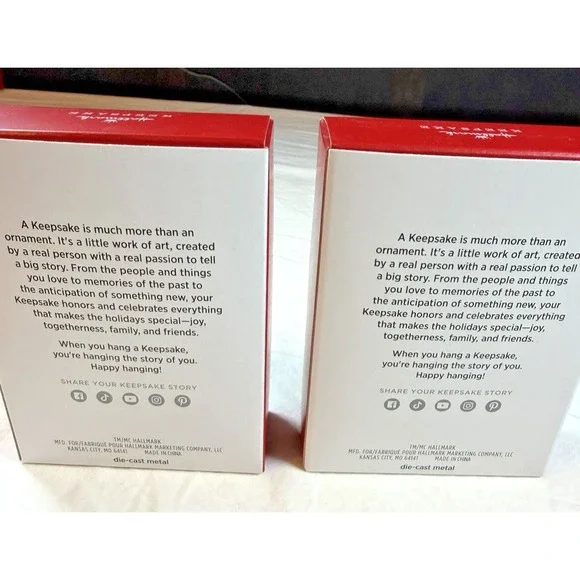 Hallmark
KEEPSAKE
A Keepsake is much more than an
ornament. It's a little work of art, created
by a real person with a real passion to tell
a big story. From the people and things
you love to memories of the past to
the anticipation of something new, your
Keepsake honors and celebrates everything
that makes the holidays special—joy,
togetherness, family, and friends.
When you hang a Keepsake,
you're hanging the story of you.
Happy hanging!
SHARE YOUR KEEPSAKE STORY
TM/MC HALLMARK
MFD. FOR/FABRIQUÉ POUR HALLMARK MARKETING COMPANY, LLC
KANSAS CITY, MO 64141 MADE IN CHINA
die-cast metal
Hallmark
KEEPSAKE
A Keepsake is much more than an
ornament. It's a little work of art, created
by a real person with a real passion to tell
a big story. From the people and things
you love to memories of the past to
the anticipation of something new, your
Keepsake honors and celebrates everything
that makes the holidays special—joy,
togetherness, family, and friends.
When you hang a Keepsake,
you're hanging the story of you.
Happy hanging!
SHARE YOUR KEEPSAKE STORY
TM/MC HALLMARK
MFD. FOR/FABRIQUÉ POUR HALLMARK MARKETING COMPANY, LLC
KANSAS CITY, MO 64141 MADE IN CHINA
die-cast metal